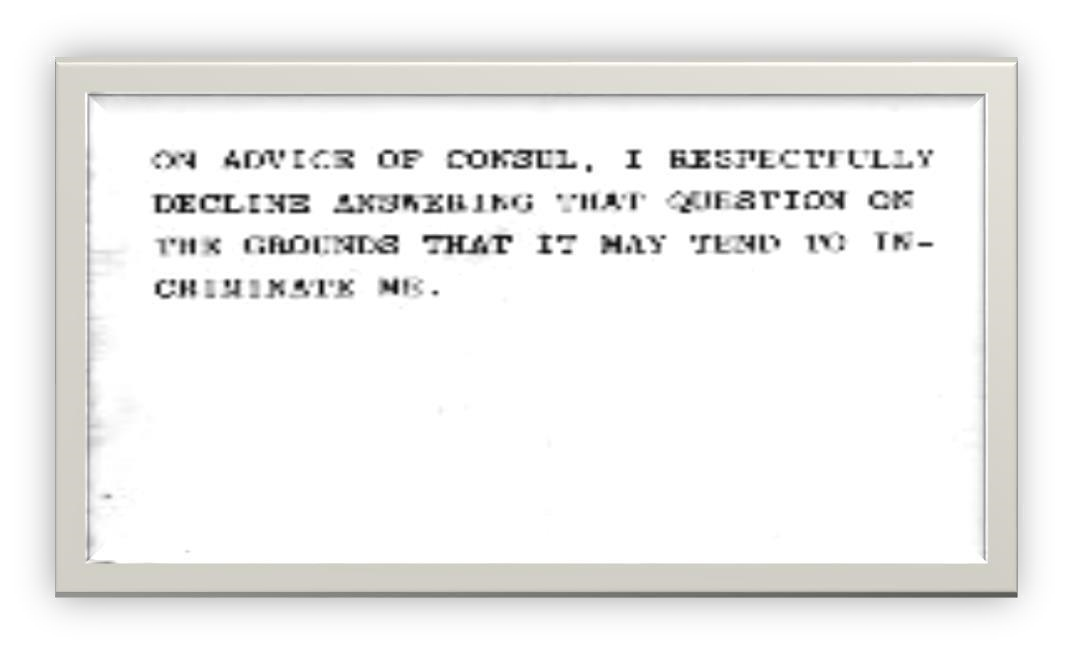 ON ADVICE OF CONSUL, I RESPECTFULLY
DECLINE ANSWERING THAT QUESTION ON
THE GROUNDS THAT IT MAY TEND TO IN-
CRIMINATE ME.